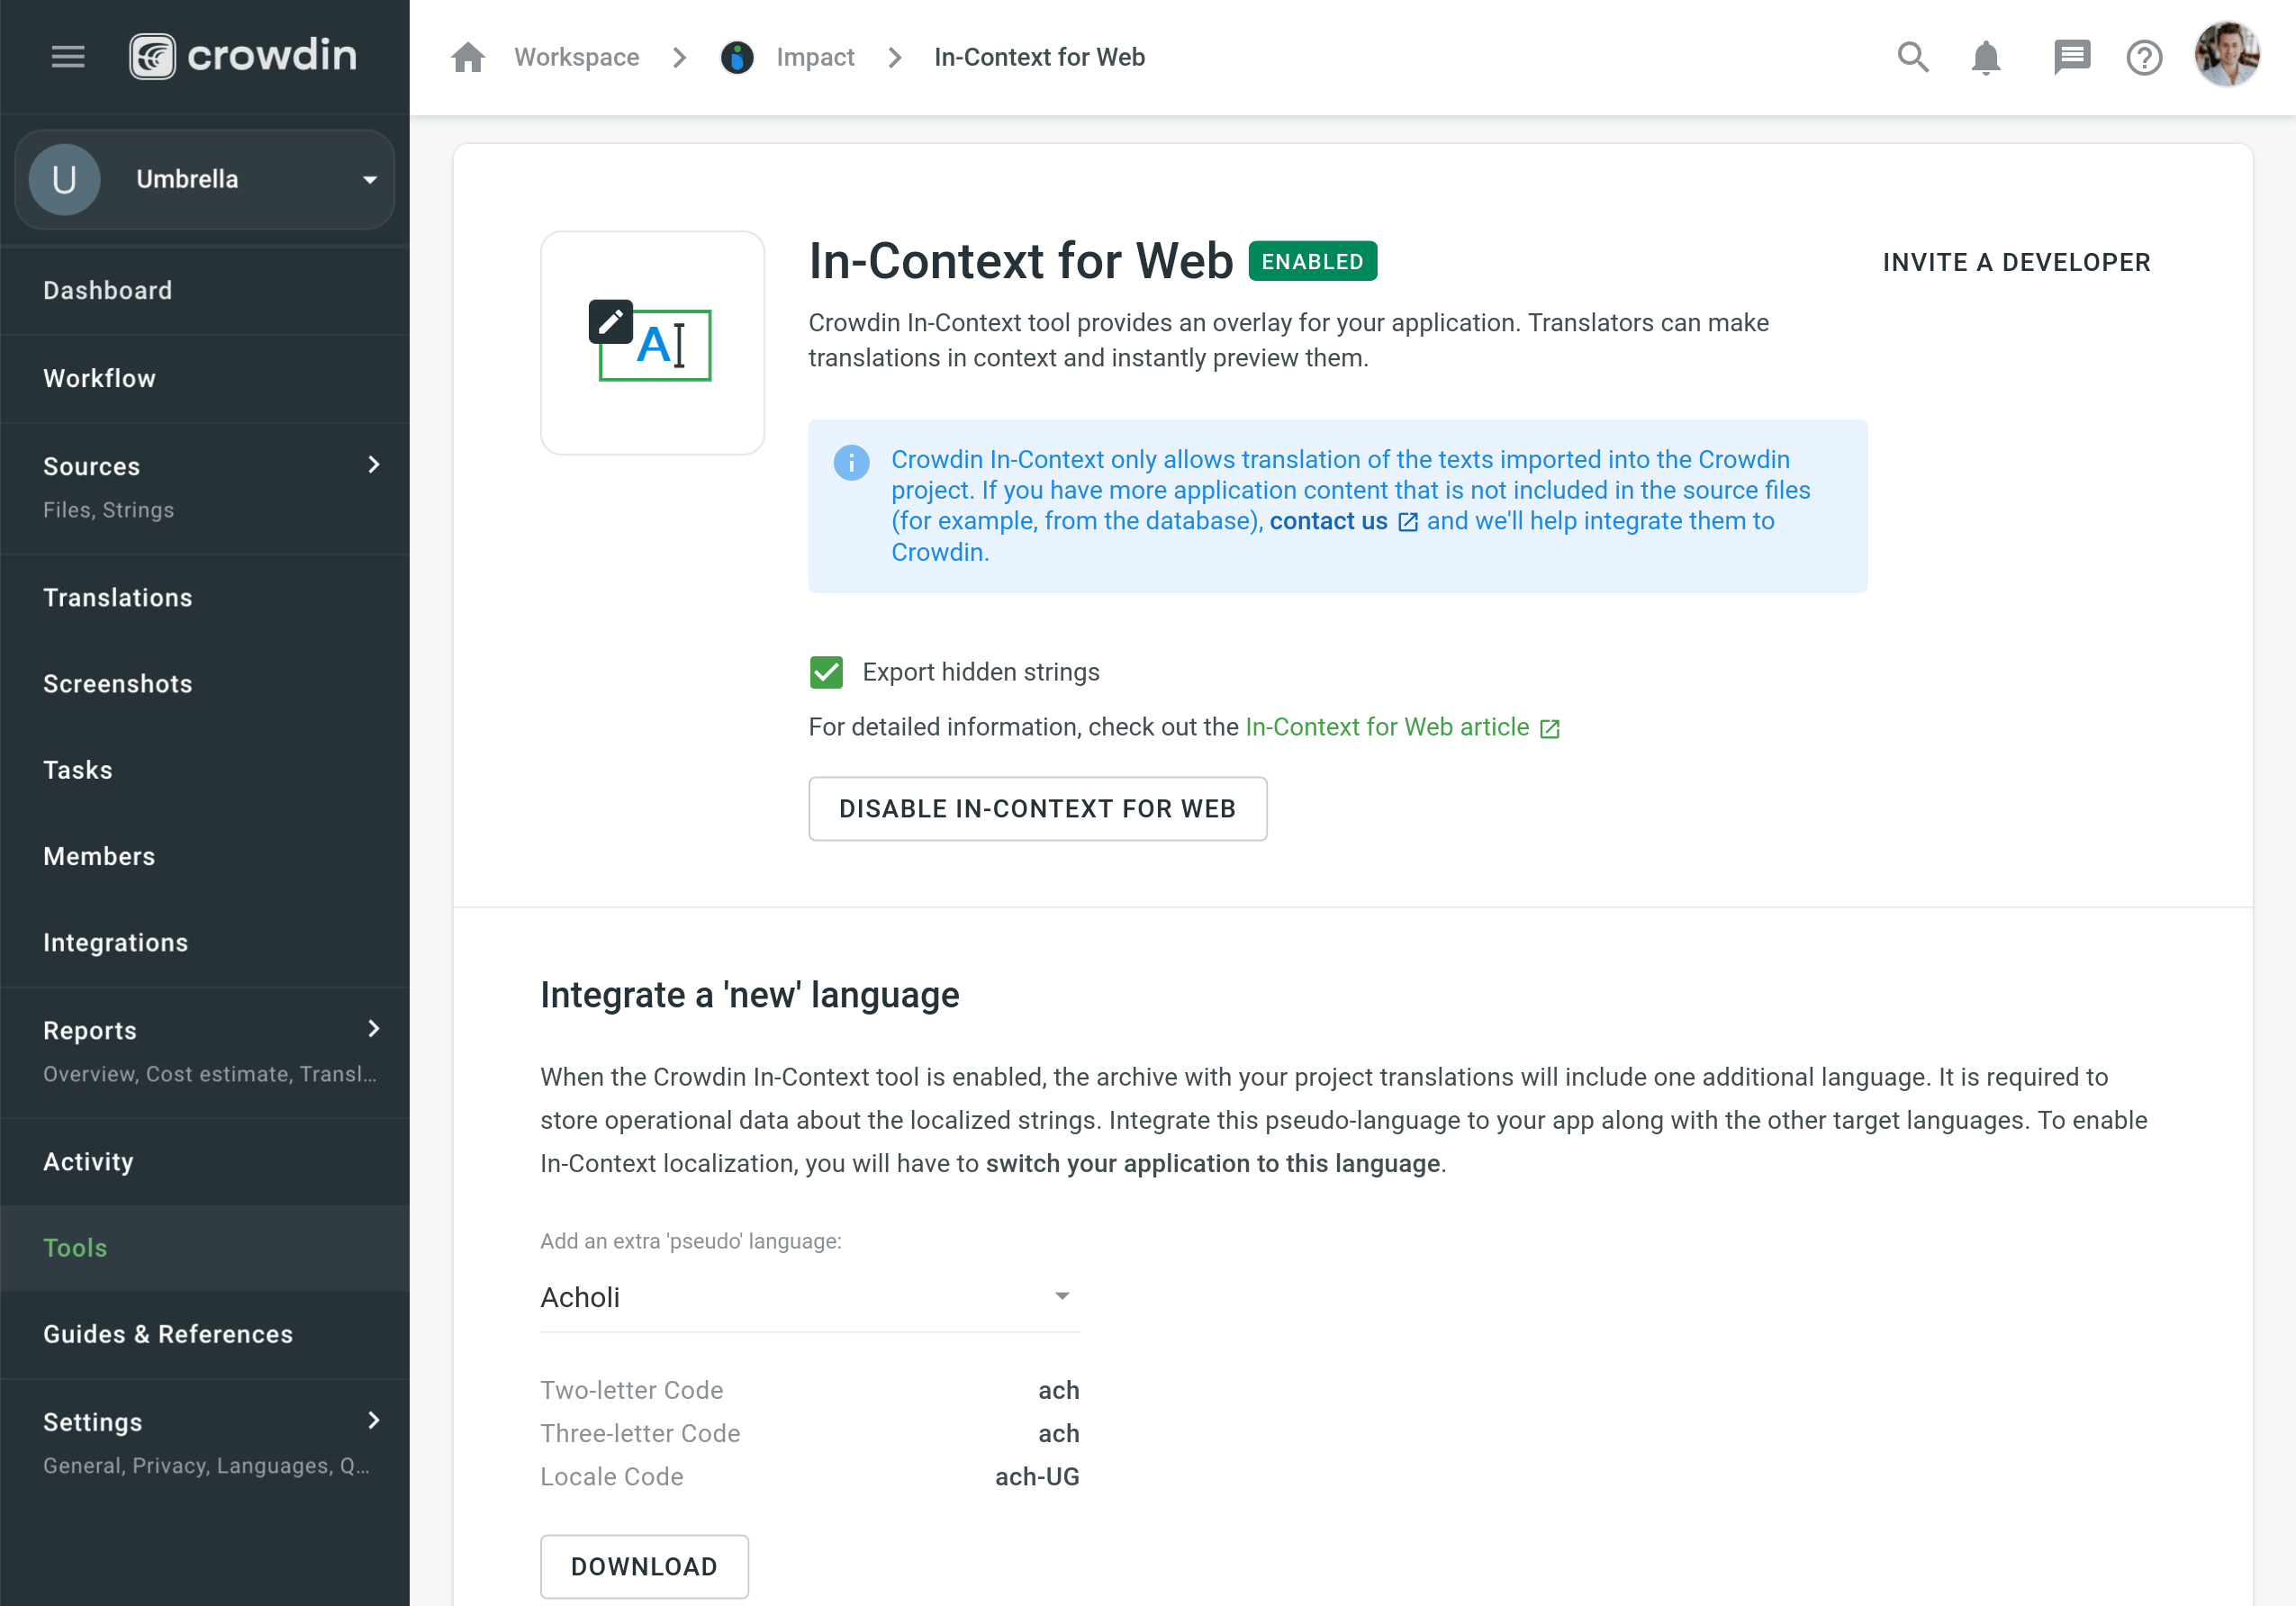 crowdin
Workspace
Impact
In-Context for Web
U
Umbrella
Dashboard
Workflow
Sources
Files, Strings
Translations
Screenshots
Tasks
Members
Integrations
Reports
Overview, Cost estimate, Transl...
Activity
Tools
Guides & References
Settings
General, Privacy, Languages, Q...
A
In-Context for Web ENABLED
INVITE A DEVELOPER
Crowdin In-Context tool provides an overlay for your application. Translators can make
translations in context and instantly preview them.
Crowdin In-Context only allows translation of the texts imported into the Crowdin
project. If you have more application content that is not included in the source files
(for example, from the database), contact us and we'll help integrate them to
Crowdin.
Export hidden strings
For detailed information, check out the In-Context for Web article
DISABLE IN-CONTEXT FOR WEB
Integrate a 'new' language
When the Crowdin In-Context tool is enabled, the archive with your project translations will include one additional language. It is required to
store operational data about the localized strings. Integrate this pseudo-language to your app along with the other target languages. To enable
In-Context localization, you will have to switch your application to this language.
Add an extra 'pseudo' language:
Acholi
Two-letter Code ach
Three-letter Code ach
Locale Code ach-UG
DOWNLOAD